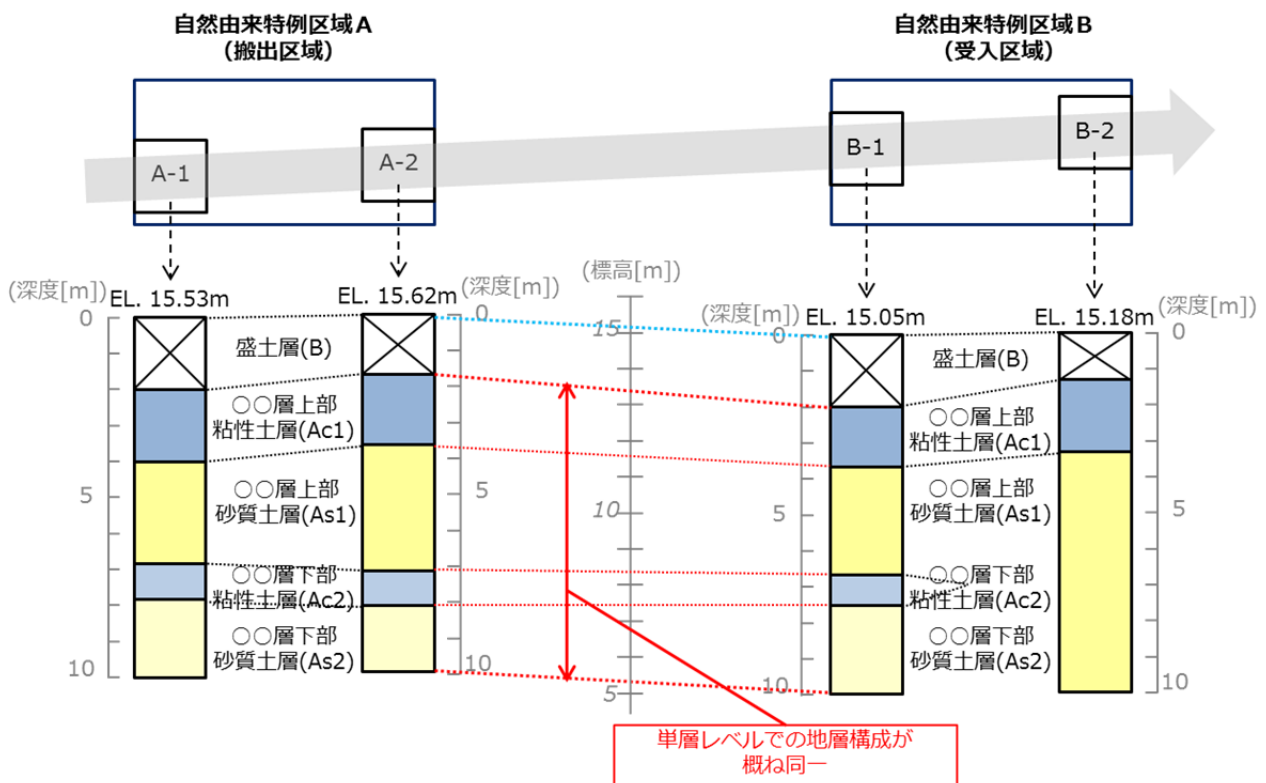 自然由来特例区域A
(搬出区域)
自然由来特例区域B
(受入区域)
A-1
A-2
B-1
B-2
(深度[m])
EL. 15.53m
EL. 15.62m
(深度[m])
(標高[m])
(深度[m])
EL. 15.05m
EL. 15.18m
(深度[m])
0
盛土層(B)
0
15
0
盛土層(B)
0
○○層上部
粘性土層(Ac1)
○○層上部
粘性土層(Ac1)
5
○○層上部
砂質土層(As1)
5
10
5
○○層上部
砂質土層(As1)
5
○○層下部
粘性土層(Ac2)
○○層下部
粘性土層(Ac2)
○○層下部
砂質土層(As2)
○○層下部
砂質土層(As2)
10
10
5
10
10
単層レベルでの地層構成が
概ね同一